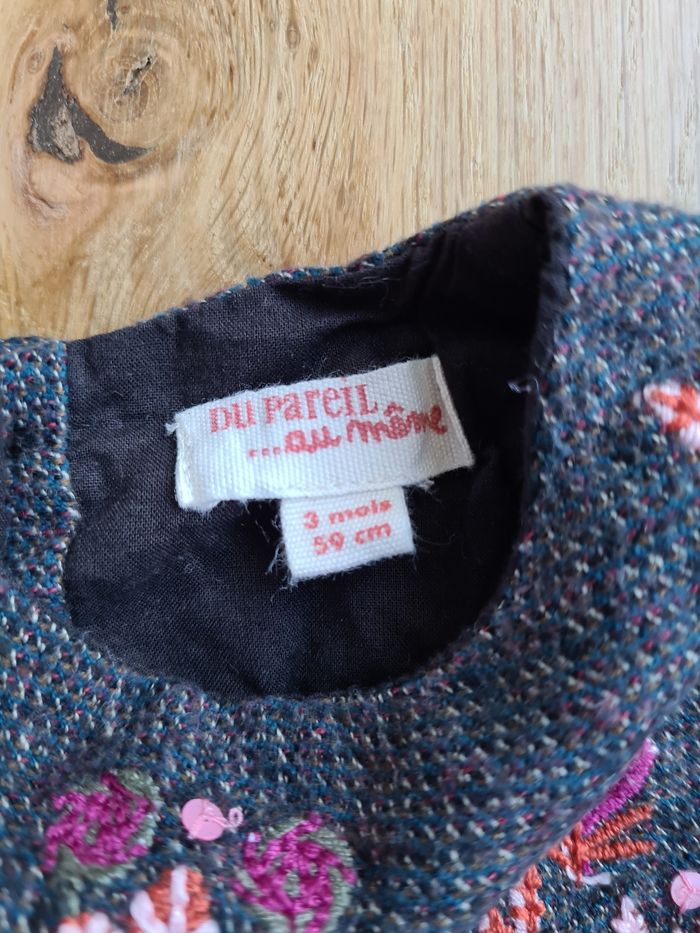 DU PAREIL
...au même
3 mois
59 cm